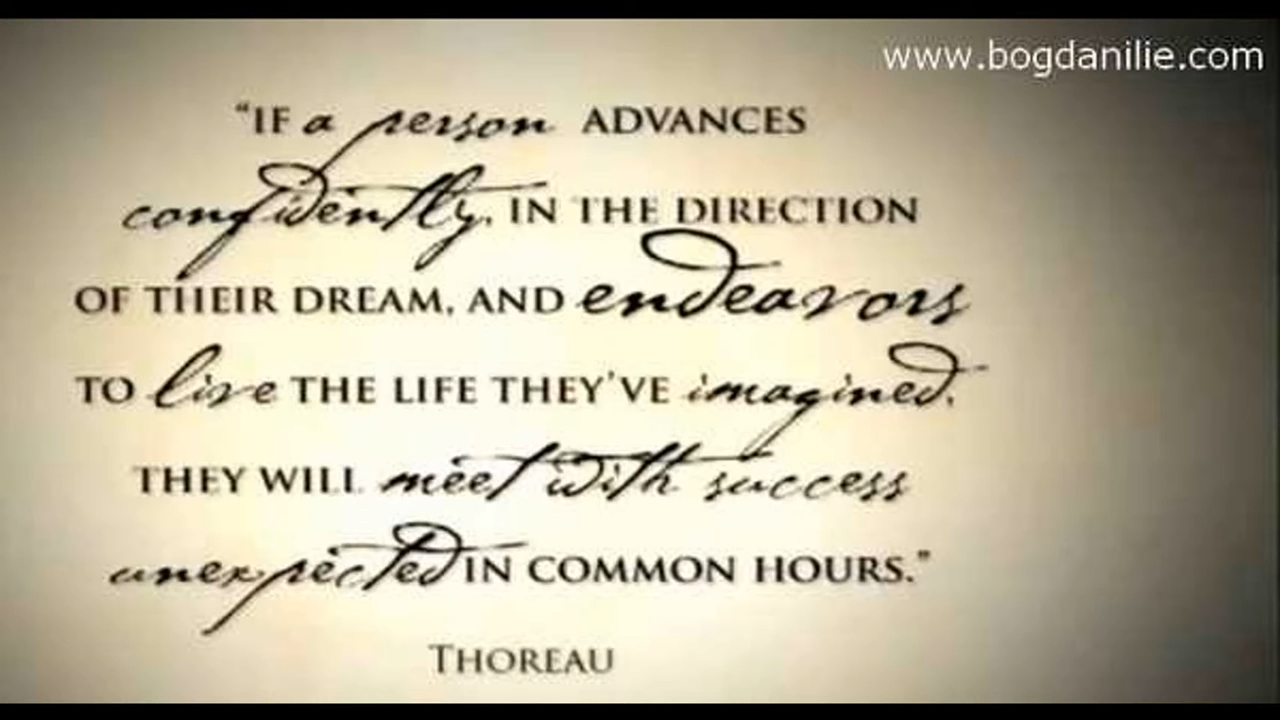 www.bogdanilie.com
“IF a person ADVANCES
confidently, IN THE DIRECTION
OF THEIR DREAM, AND endeavors
TO live THE LIFE THEY'VE imagined,
THEY WILL meet with success
unexpected IN COMMON HOURS.”
THOREAU